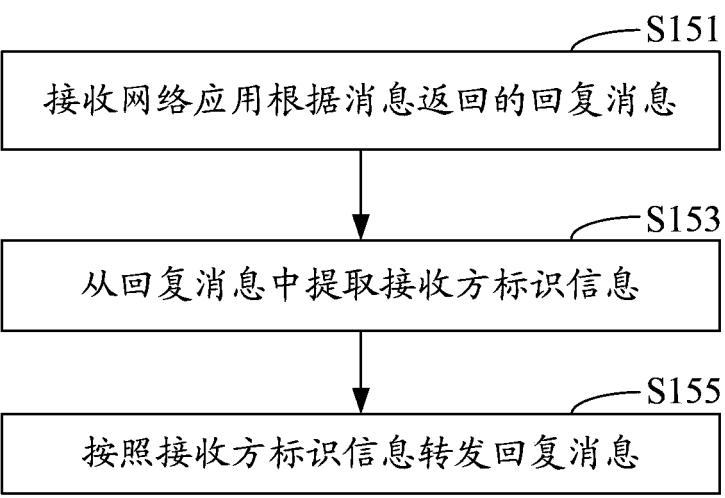 S151
接收网络应用根据消息返回的回复消息
S153
从回复消息中提取接收方标识信息
S155
按照接收方标识信息转发回复消息